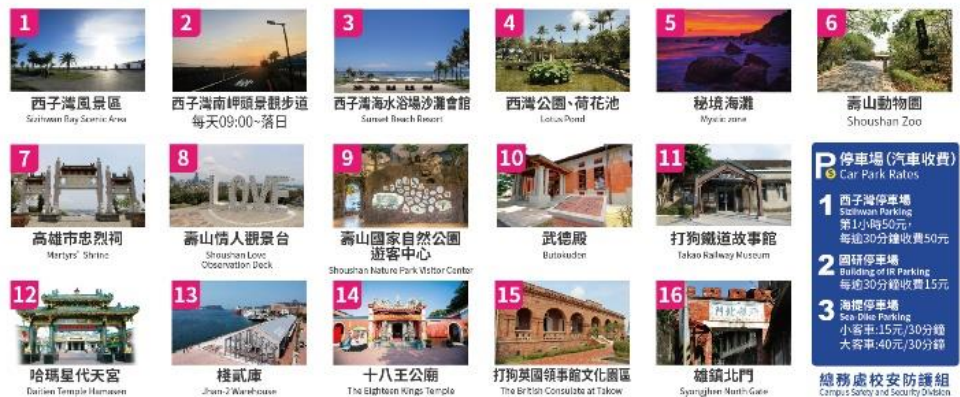 1
西子灣風景區
Sizihwan Bay Scenic Area
2
西子灣南岬頭景觀步道
每天09:00~落日
3
西子灣海水浴場沙灘會館
Sunset Beach Resort
4
西灣公園、荷花池
Lotus Pond
5
秘境海灘
Mystic zone
6
壽山動物園
Shoushan Zoo
7
高雄市忠烈祠
Martyrs' Shrine
8
LOVE
壽山情人觀景台
Shoushan Love
Observation Deck
9
壽山國家自然公園
遊客中心
Shoushan Nature Park Visitor Center
10
武德殿
Butokuden
11
打狗鐵道故事館
Takao Railway Museum
12
哈瑪星代天宮
Daitien Temple Hamasen
13
棧貳庫
Jhan-2 Warehouse
14
十八王公廟
The Eighteen Kings Temple
15
打狗英國領事館文化園區
The British Consulate at Takow
16
雄鎮北門
Syongjhen North Gate
P$ 停車場(汽車收費)
Car Park Rates
1 西子灣停車場
Sizihwan Parking
第1小時50元,
每逾30分鐘收費50元
2 國研停車場
Building of IR Parking
每逾30分鐘收費15元
3 海堤停車場
Sea-Dike Parking
小客車:15元/30分鐘
大客車:40元/30分鐘
總務處校安防護組
Campus Safety and Security Division